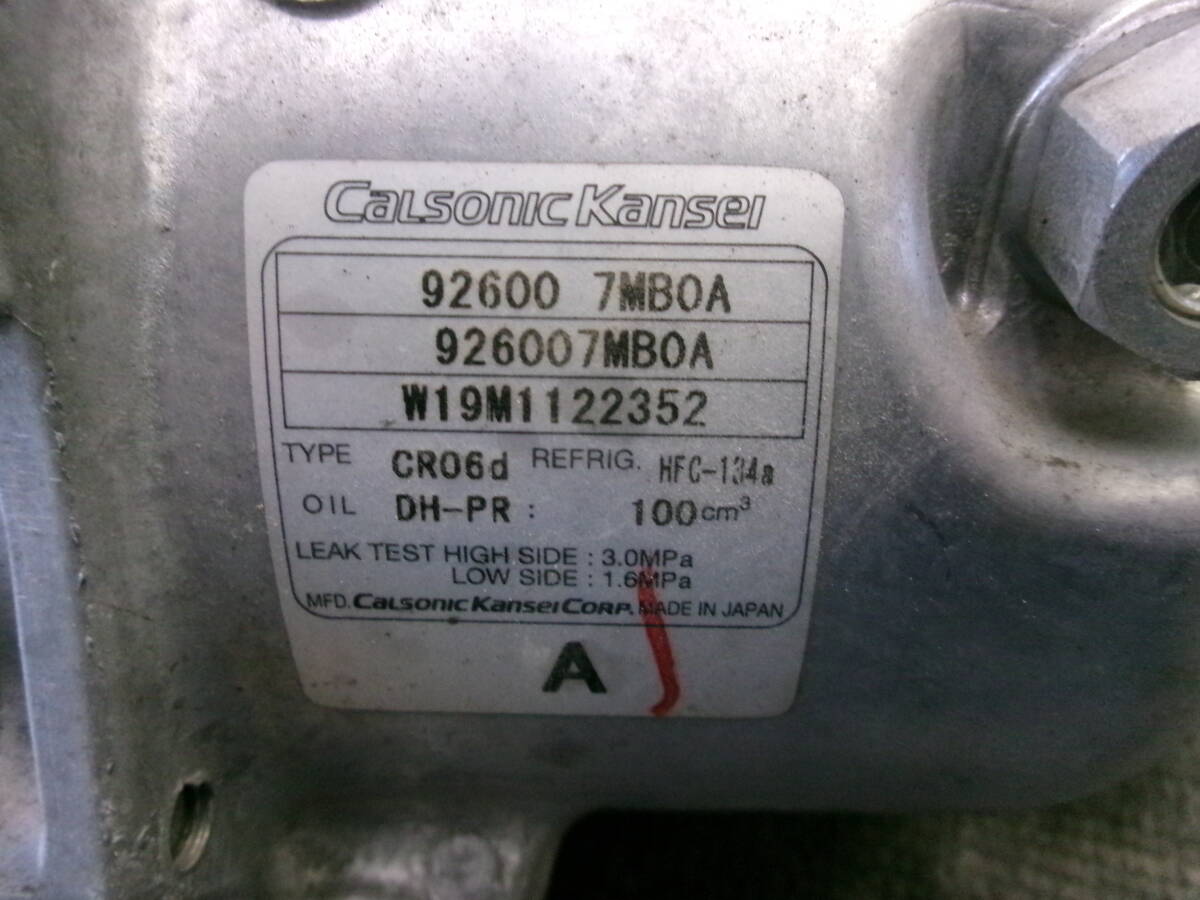 Calsonic Kansei
92600 7MB0A
926007MB0A
W19M1122352
TYPE CR06d REFRIG. HFC-134a
OIL DH-PR : 100cm³
LEAK TEST HIGH SIDE : 3.0MPa
LOW SIDE : 1.6MPa
MFD. Calsonic Kansei Corp. MADE IN JAPAN
A